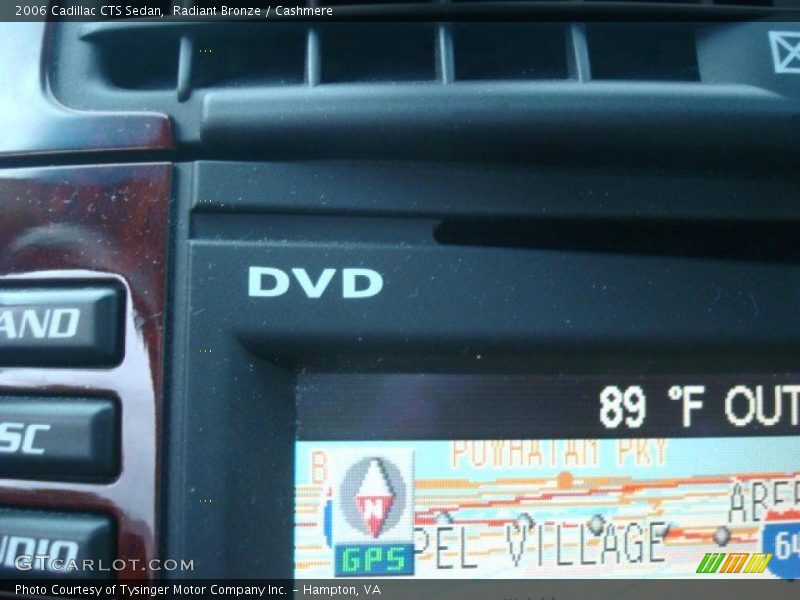 2006 Cadillac CTS Sedan, Radiant Bronze / Cashmere
DVD
AND
89 °F OUT
POWHATAN PKY
B
N
ABE
SC
PEL VILLAGE
64
UDIO
GPS
GTCARLOT.COM
Photo Courtesy of Tysinger Motor Company Inc. – Hampton, VA